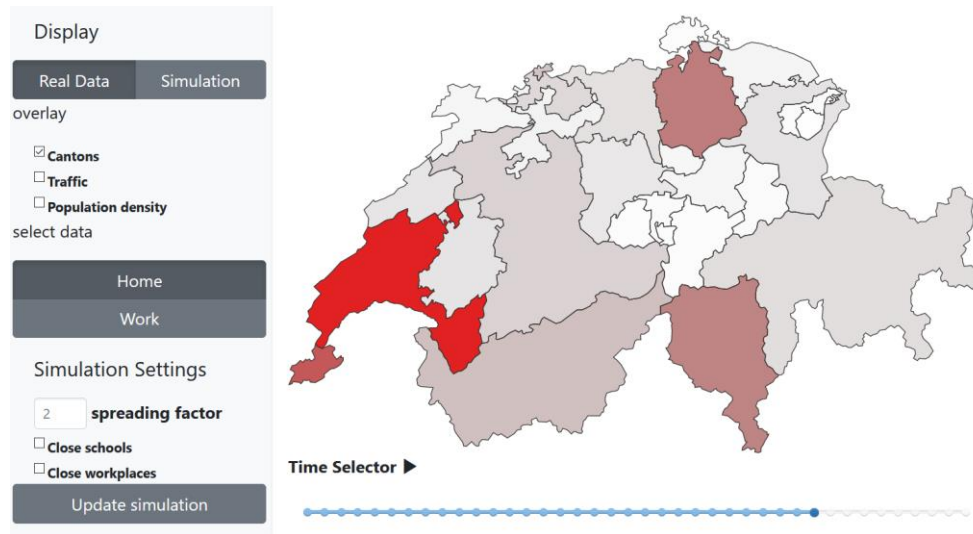 Display
Real Data Simulation
overlay
Cantons
Traffic
Population density
select data
Home
Work
Simulation Settings
2 spreading factor
Close schools
Close workplaces
Update simulation
Time Selector ▶